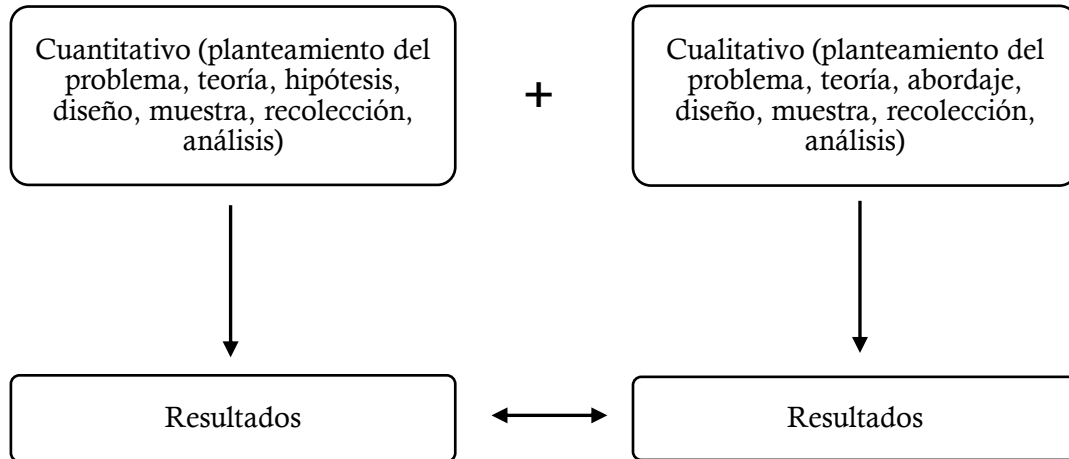 Cuantitativo (planteamiento del
problema, teoría, hipótesis,
diseño, muestra, recolección,
análisis)
+
Cualitativo (planteamiento del
problema, teoría, abordaje,
diseño, muestra, recolección,
análisis)
Resultados
Resultados